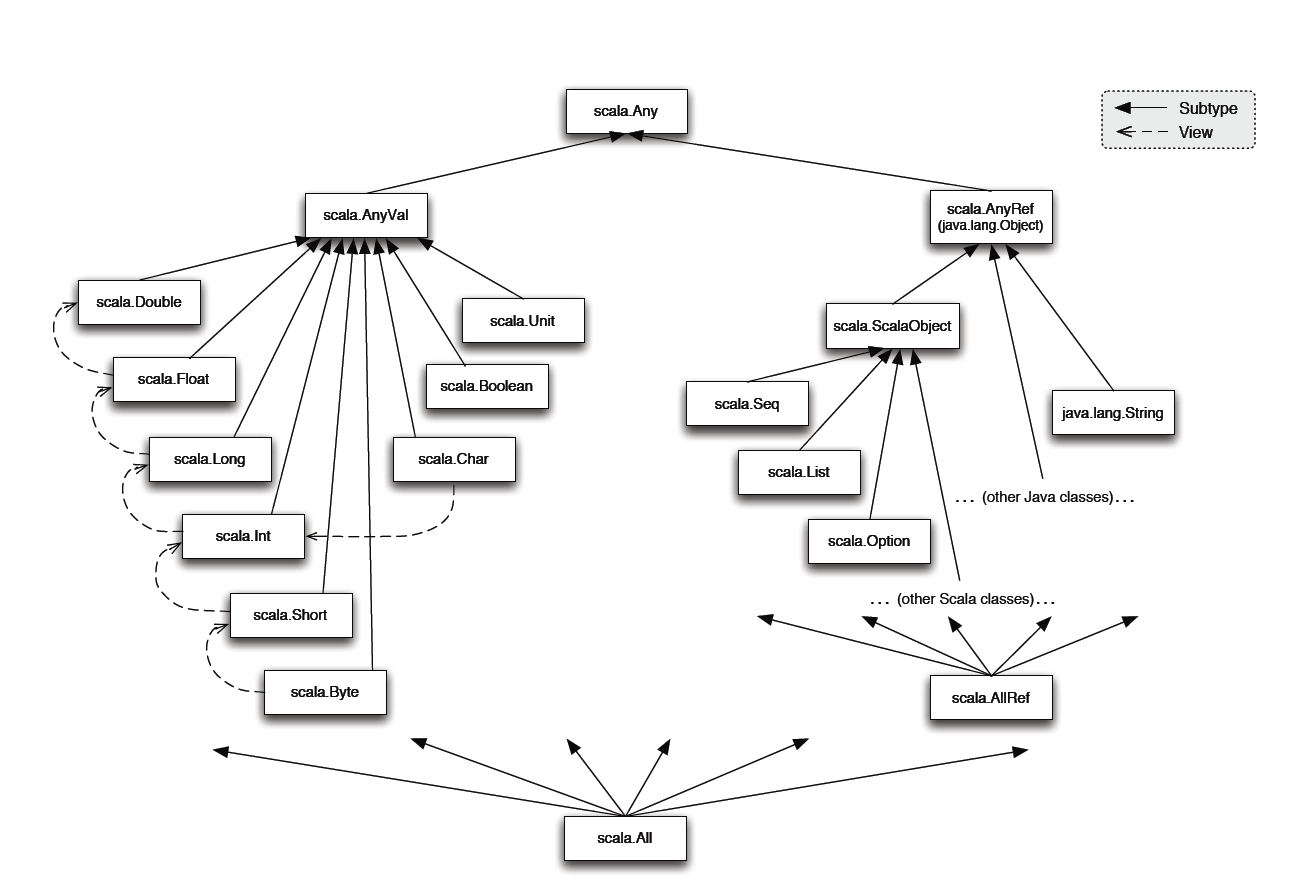 scala.Any
Subtype
View
scala.AnyVal
scala.AnyRef
(java.lang.Object)
scala.Double
scala.Unit
scala.ScalaObject
scala.Float
scala.Boolean
scala.Seq
java.lang.String
scala.Long
scala.Char
scala.List
... (other Java classies)...
scala.Int
scala.Option
... (other Scala classes)...
scala.Short
scala.Byte
scala.AllRef
scala.All